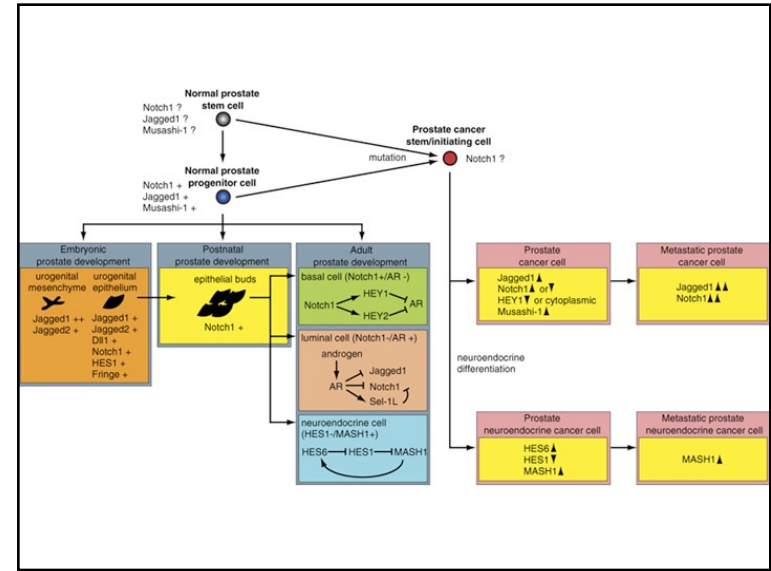 Normal prostate
stem cell
Notch1 ?
Jagged1 ?
Musashi-1 ?
Prostate cancer
stem/initiating cell
mutation
Notch1 ?
Normal prostate
progenitor cell
Notch1 +
Jagged1 +
Musashi-1 +
Embryonic
prostate development
urogenital
mesenchyme
Jagged1 ++
Jagged2 +
urogenital
epithelium
Jagged1 +
Jagged2 +
Dll1 +
Notch1 +
HES1 +
Fringe +
Postnatal
prostate development
epithelial buds
Notch1 +
Adult
prostate development
basal cell (Notch1+/AR -)
HEY1
Notch1 AR
HEY2
luminal cell (Notch1-/AR +)
androgen
Jagged1
AR Notch1
Sel-1L
neuroendocrine cell
(HES1-/MASH1+)
HES6 HES1 MASH1
Prostate
cancer cell
Jagged1▲
Notch1▲ or▼
HEY1▼ or cytoplasmic
Musashi-1▲
Metastatic prostate
cancer cell
Jagged1▲▲
Notch1▲▲
neuroendocrine
differentiation
Prostate
neuroendocrine cancer cell
HES6▲
HES1▼
MASH1▲
Metastatic prostate
neuroendocrine cancer cell
MASH1▲